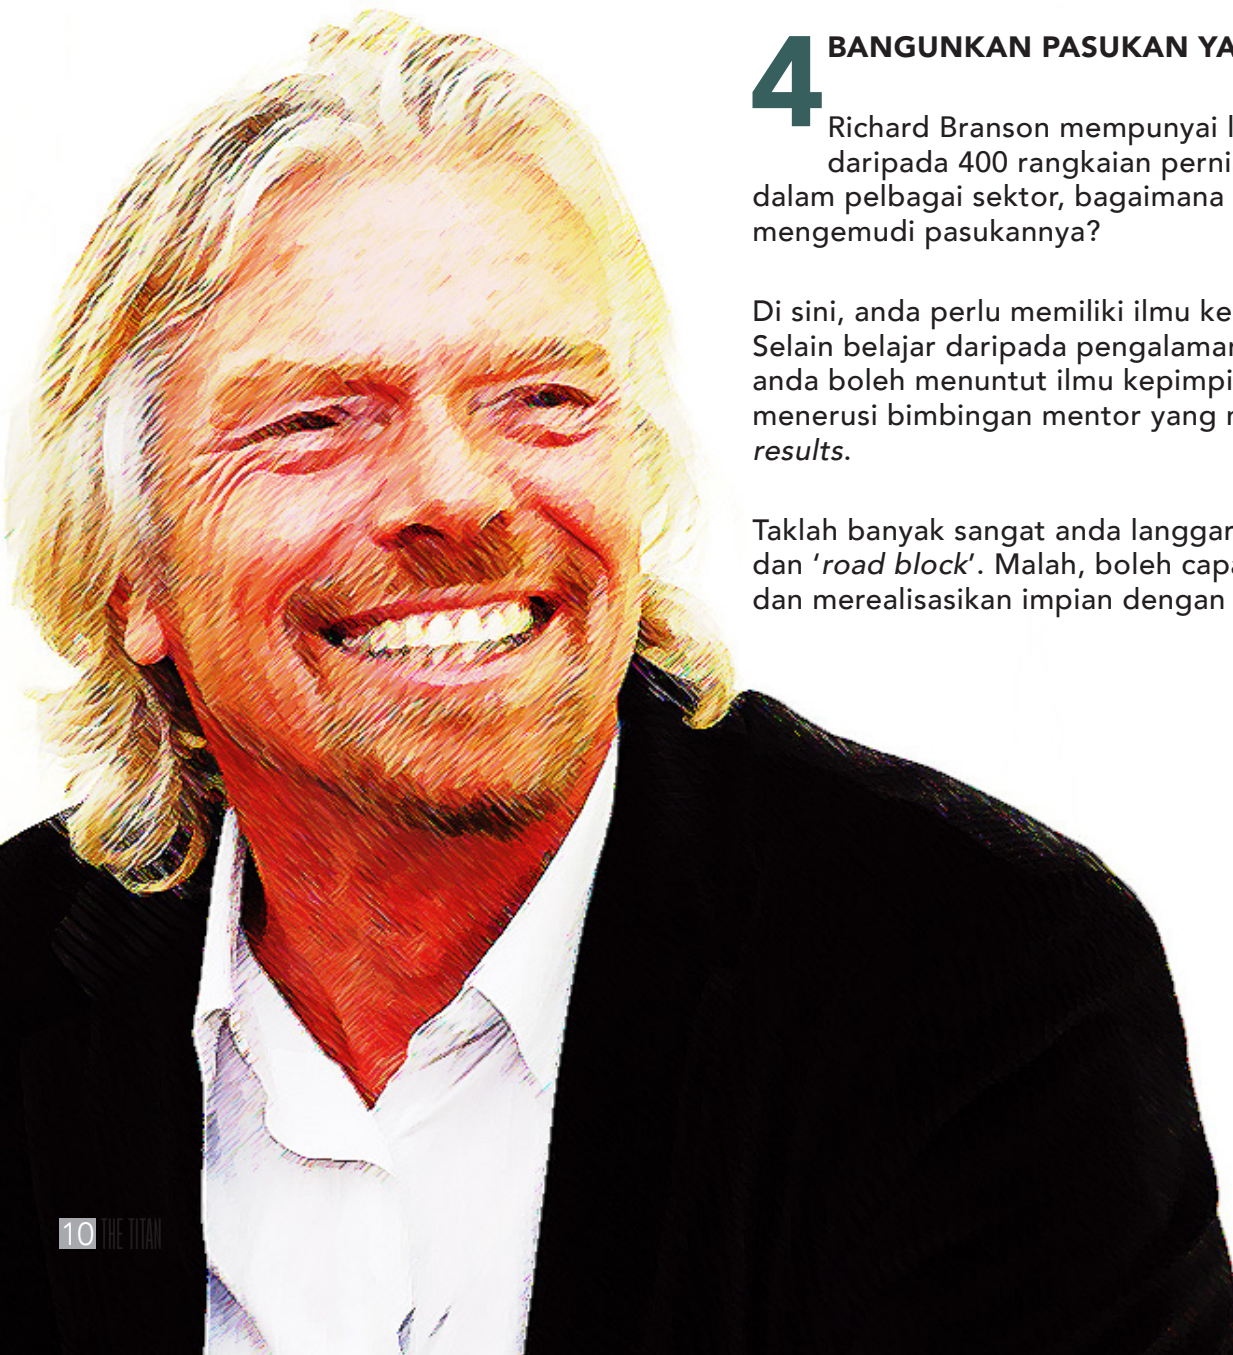 4
BANGUNKAN PASUKAN YA
Richard Branson mempunyai l
daripada 400 rangkaian perni
dalam pelbagai sektor, bagaimana
mengemudi pasukannya?
Di sini, anda perlu memiliki ilmu ke
Selain belajar daripada pengalaman
anda boleh menuntut ilmu kepimpi
menerusi bimbingan mentor yang
results.
Taklah banyak sangat anda langgar
dan ‘road block’. Malah, boleh capa
dan merealisasikan impian dengan
10 THE TITAN